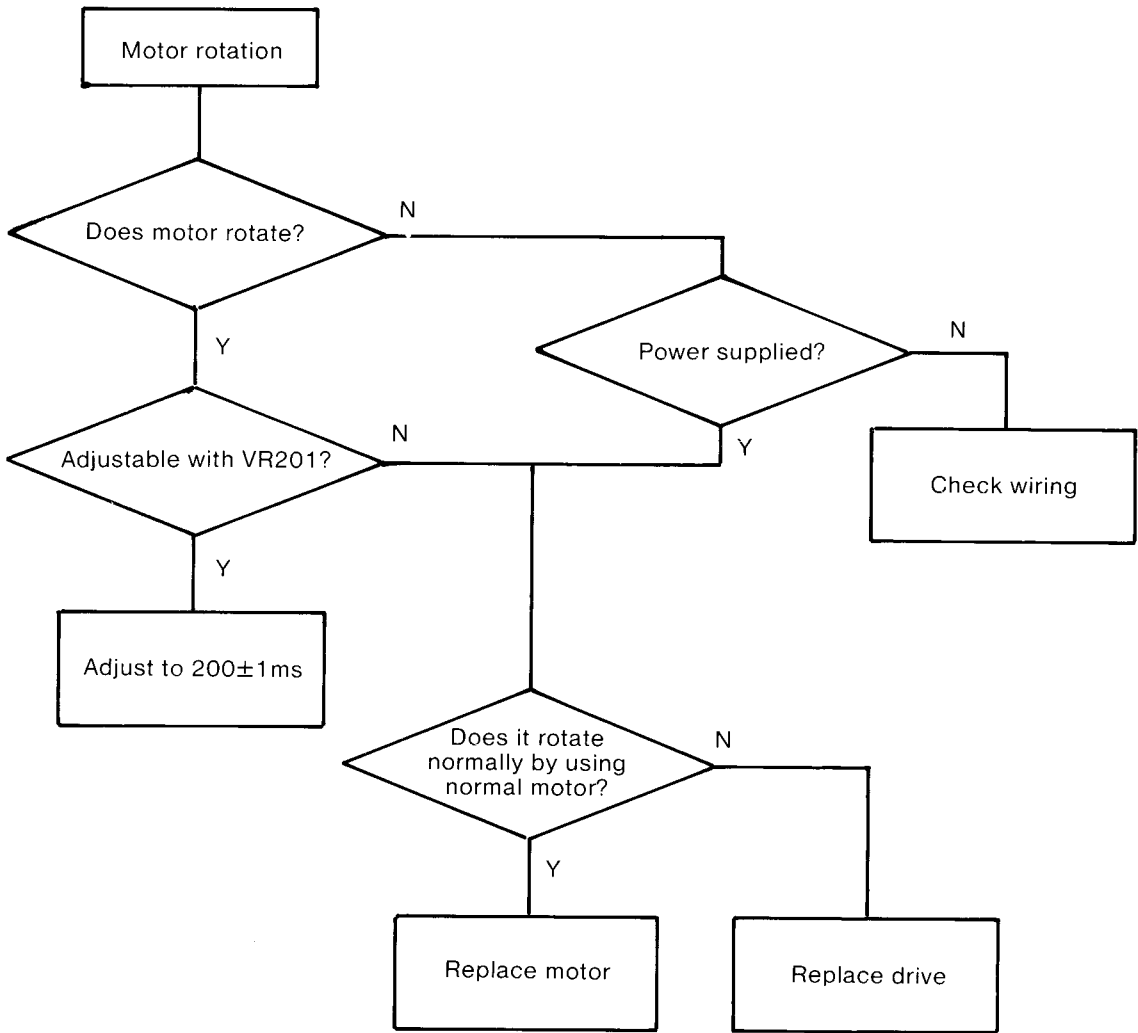 Motor rotation
Does motor rotate?
N
Y
Power supplied?
N
Y
Check wiring
Adjustable with VR201?
N
Y
Adjust to 200±1ms
Does it rotate
normally by using
normal motor?
N
Y
Replace motor
Replace drive